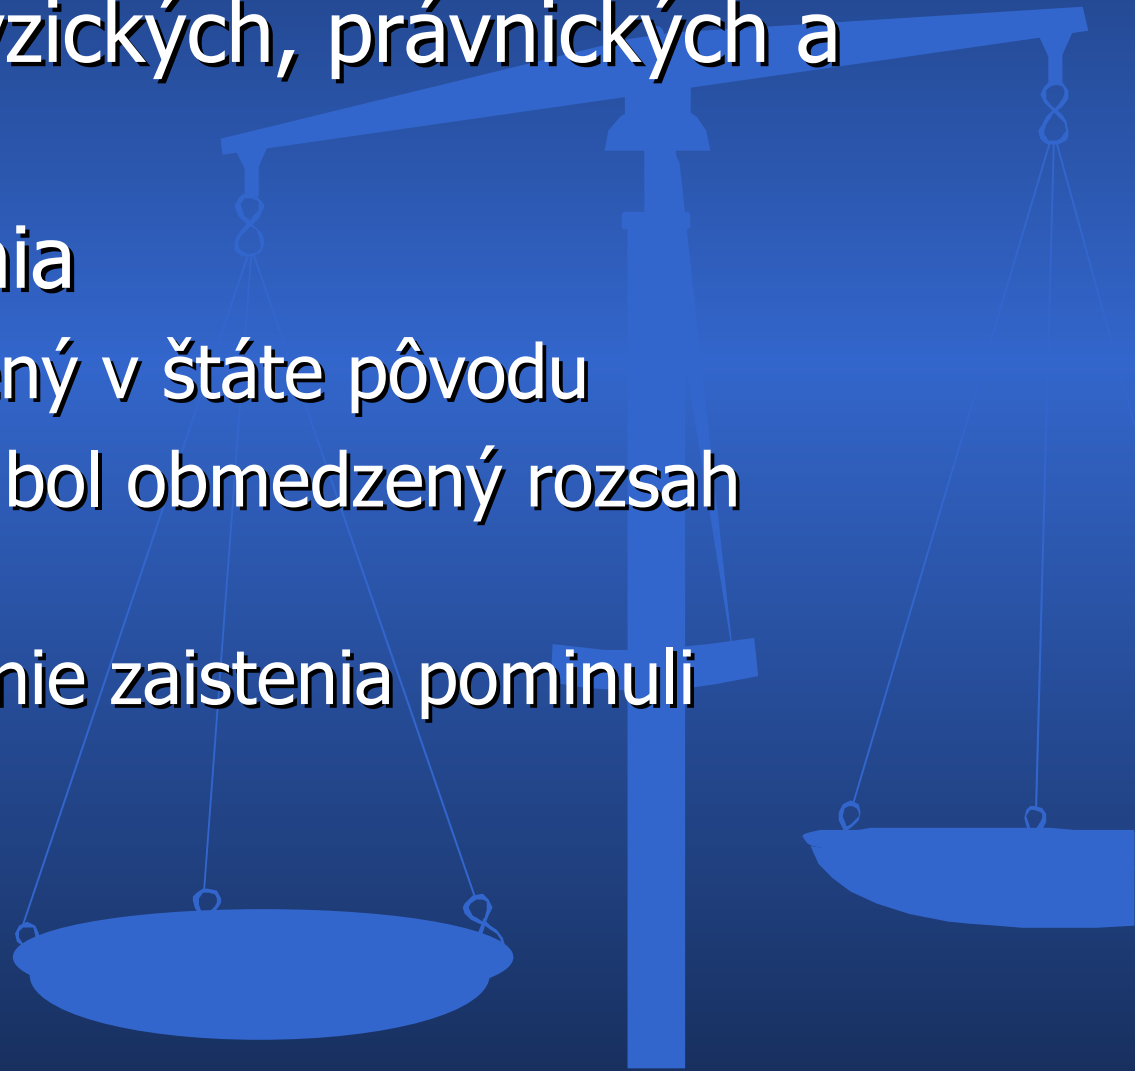 yzických, právnických a
nia
ený v štáte pôvodu
bol obmedzený rozsah
nie zaistenia pominuli